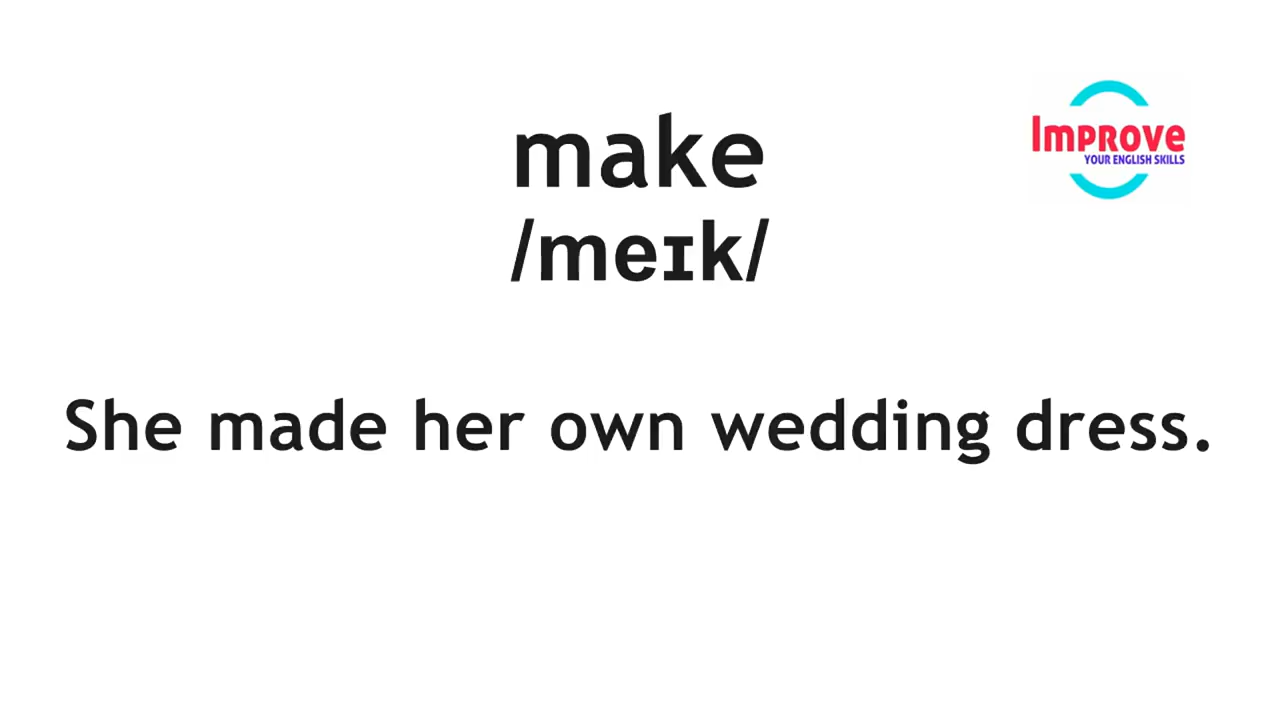 make
/meɪk/
She made her own wedding dress.
Improve
YOUR ENGLISH SKILLS